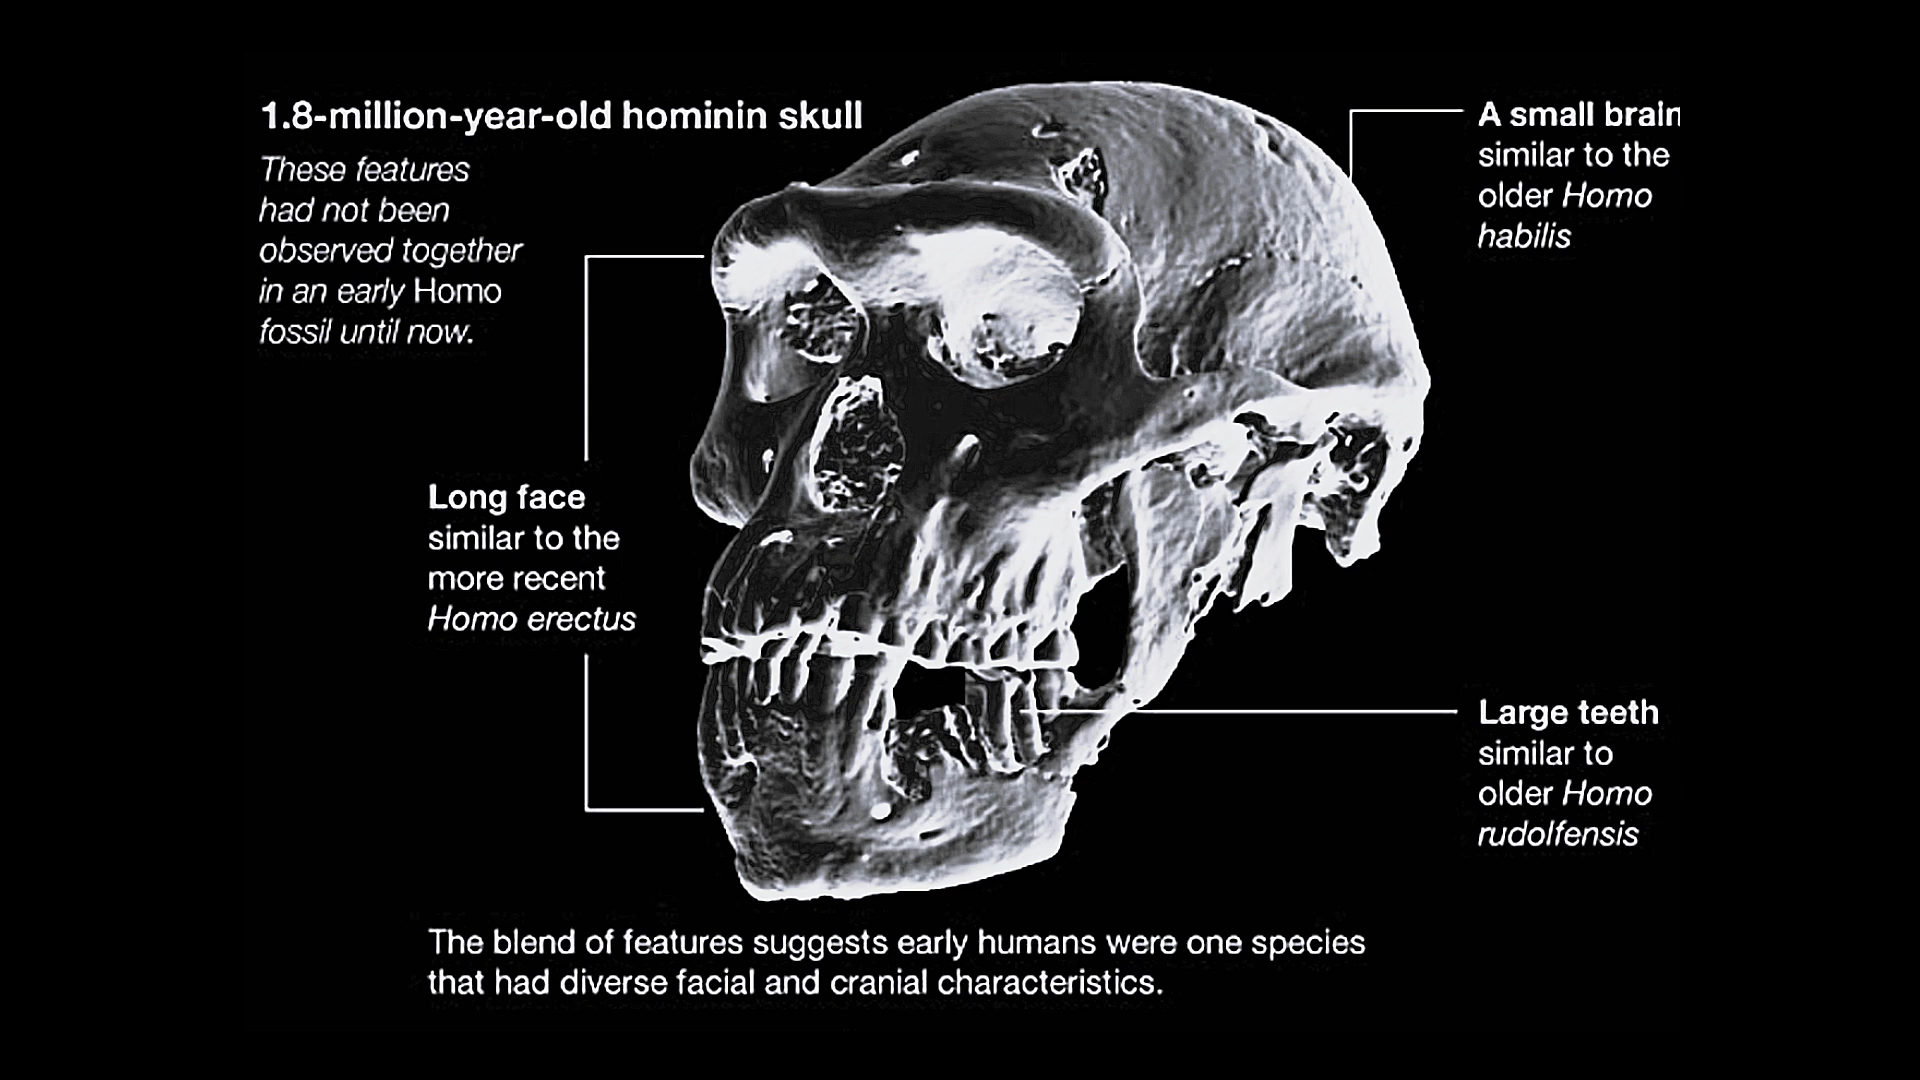 1.8-million-year-old hominin skull
These features
had not been
observed together
in an early Homo
fossil until now.
A small brain
similar to the
older Homo
habilis
Long face
similar to the
more recent
Homo erectus
Large teeth
similar to
older Homo
rudolfensis
The blend of features suggests early humans were one species
that had diverse facial and cranial characteristics.